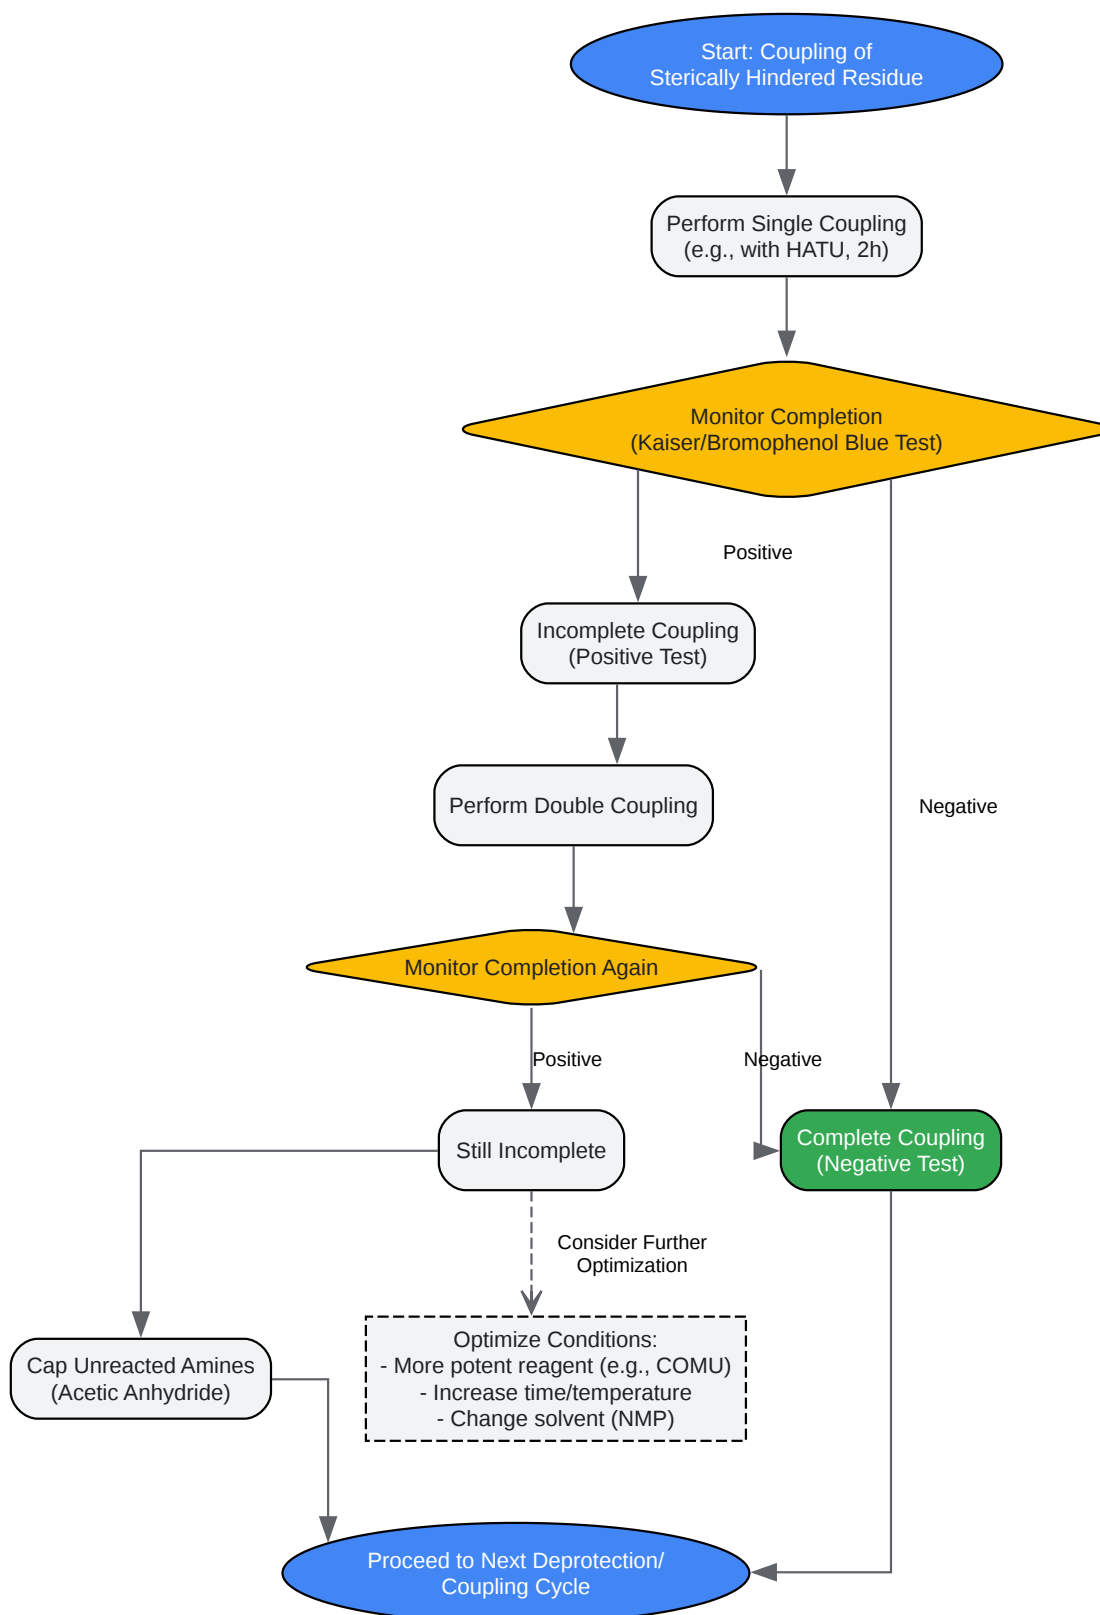 Start: Coupling of
Sterically Hindered Residue
Perform Single Coupling
(e.g., with HATU, 2h)
Monitor Completion
(Kaiser/Bromophenol Blue Test)
Positive
Incomplete Coupling
(Positive Test)
Perform Double Coupling
Negative
Monitor Completion Again
Positive
Negative
Still Incomplete
Complete Coupling
(Negative Test)
Consider Further
Optimization
Cap Unreacted Amines
(Acetic Anhydride)
Optimize Conditions:
- More potent reagent (e.g., COMU)
- Increase time/temperature
- Change solvent (NMP)
Proceed to Next Deprotection/
Coupling Cycle